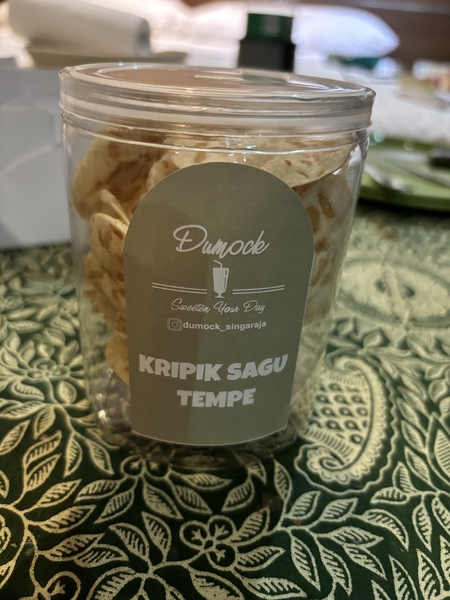 Dumock
Sweeten Your Day
dumock_singaraja
KRIPIK SAGU
TEMPE